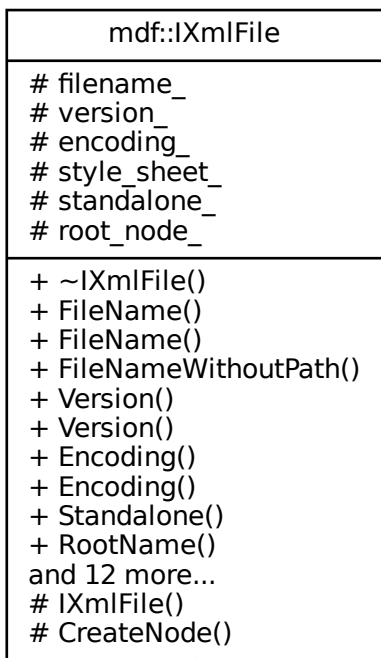 mdf::IXmlFile
# filename_
# version_
# encoding_
# style_sheet_
# standalone_
# root_node_
+ ~IXmlFile()
+ FileName()
+ FileName()
+ FileNameWithoutPath()
+ Version()
+ Version()
+ Encoding()
+ Encoding()
+ Standalone()
+ RootName()
and 12 more...
# IXmlFile()
# CreateNode()